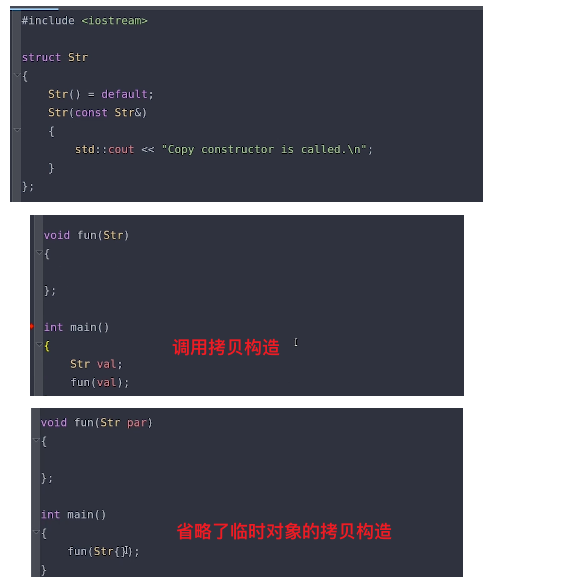 #include <iostream>
struct Str
{
Str() = default;
Str(const Str&)
{
std::cout << "Copy constructor is called.\n";
}
};
void fun(Str)
{
};
int main()
{
调用拷贝构造
Str val;
fun(val);
void fun(Str par)
{
};
int main()
{
省略了临时对象的拷贝构造
fun(Str{});
}